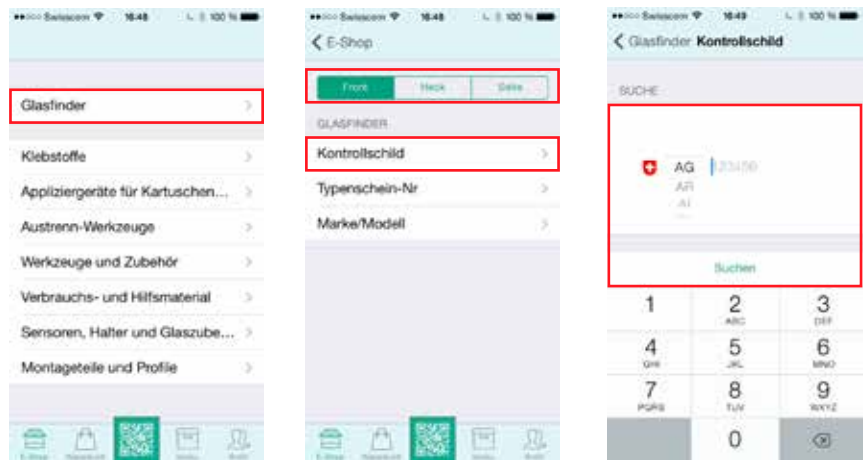 Swisscom 16:48 100 %
Glasfinder
Klebstoffe
Appliziergeräte für Kartuschen...
Austrenn-Werkzeuge
Werkzeuge und Zubehör
Verbrauchs- und Hilfsmaterial
Sensoren, Halter und Glaszube...
Montageteile und Profile
E-Shop
Swisscom 16:48 100 %
E-Shop
Front Heck Seite
GLASFINDER
Kontrollschild
Typenschein-Nr
Marke/Modell
E-Shop
Swisscom 16:49 100 %
Glasfinder Kontrollschild
SUCHE
AG 123456
AR
AI
Suchen
1 2 3
ABC DEF
4 5 6
GHI JKL MNO
7 8 9
PQRS TUV WXYZ
0